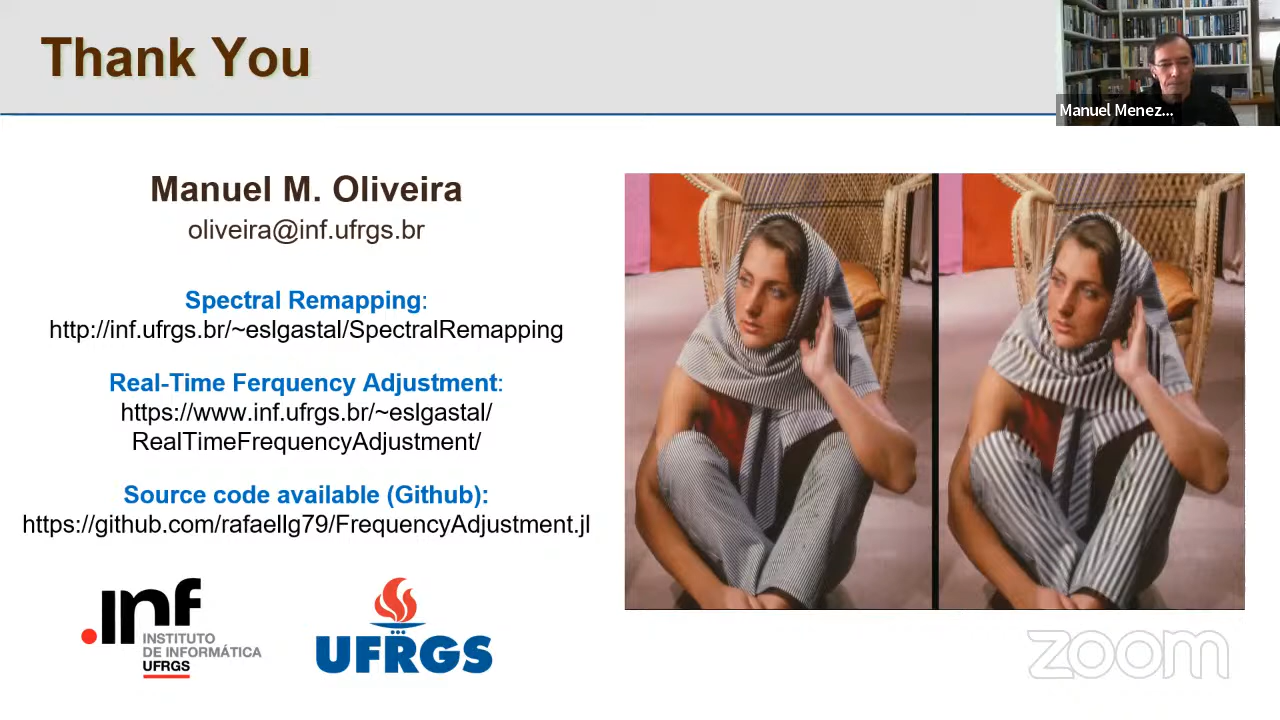 Thank You
Manuel Menez...
Manuel M. Oliveira
oliveira@inf.ufrgs.br
Spectral Remapping:
http://inf.ufrgs.br/~eslgastal/SpectralRemapping
Real-Time Ferquency Adjustment:
https://www.inf.ufrgs.br/~eslgastal/
RealTimeFrequencyAdjustment/
Source code available (Github):
https://github.com/rafaellg79/FrequencyAdjustment.jl
.inf
INSTITUTO
DE INFORMÁTICA
UFRGS
UFRGS
zoom